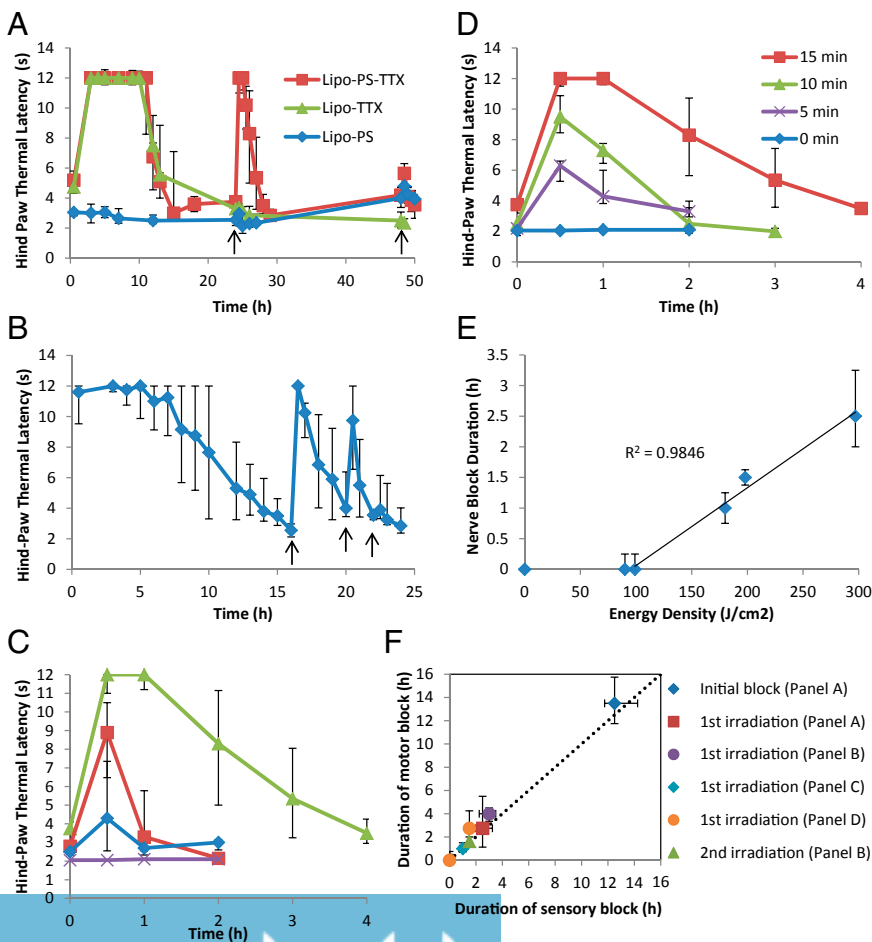 A
Hind Paw Thermal Latency (s)
14
12
10
8
6
4
2
0
0 10 20 30 40 50
Time (h)
Lipo-PS-TTX
Lipo-TTX
Lipo-PS
D
Hind-Paw Thermal Latency (s)
14
12
10
8
6
4
2
0
0 1 2 3 4
Time (h)
15 min
10 min
5 min
0 min
B
Hind-Paw Thermal Latency (s)
14
12
10
8
6
4
2
0
0 5 10 15 20 25
Time (h)
E
Nerve Block Duration (h)
3.5
3
2.5
2
1.5
1
0.5
0
0 100 200 300
Energy Density (J/cm2)
R² = 0.9846
C
Hind-Paw Thermal Latency (s)
12
11
10
9
8
7
6
5
4
3
2
1
0
0 1 2 3 4
Time (h)
F
Duration of motor block (h)
16
14
12
10
8
6
4
2
0
0 2 4 6 8 10 12 14 16
Duration of sensory block (h)
Initial block (Panel A)
1st irradiation (Panel A)
1st irradiation (Panel B)
1st irradiation (Panel C)
1st irradiation (Panel D)
2nd irradiation (Panel B)